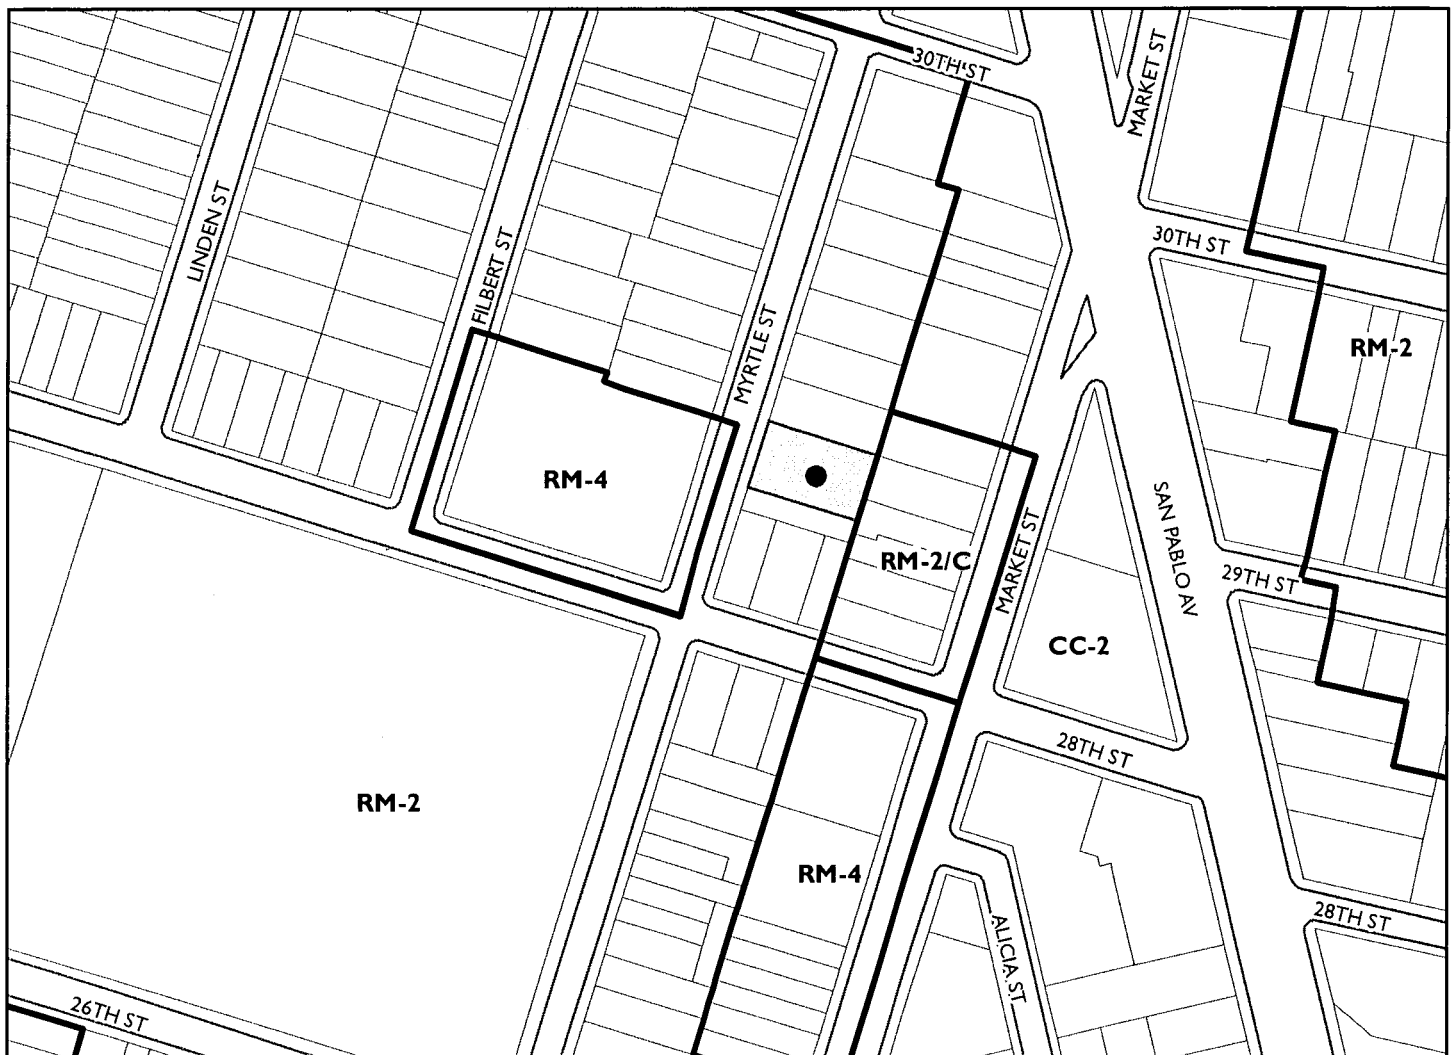 30TH ST
MARKET ST
LINDEN ST
FILBERT ST
30TH ST
MYRTLE ST
RM-2
RM-4
SAN PABLO AV
RM-2/C
MARKET ST
29TH ST
CC-2
28TH ST
RM-2
RM-4
28TH ST
ALICIA ST
26TH ST